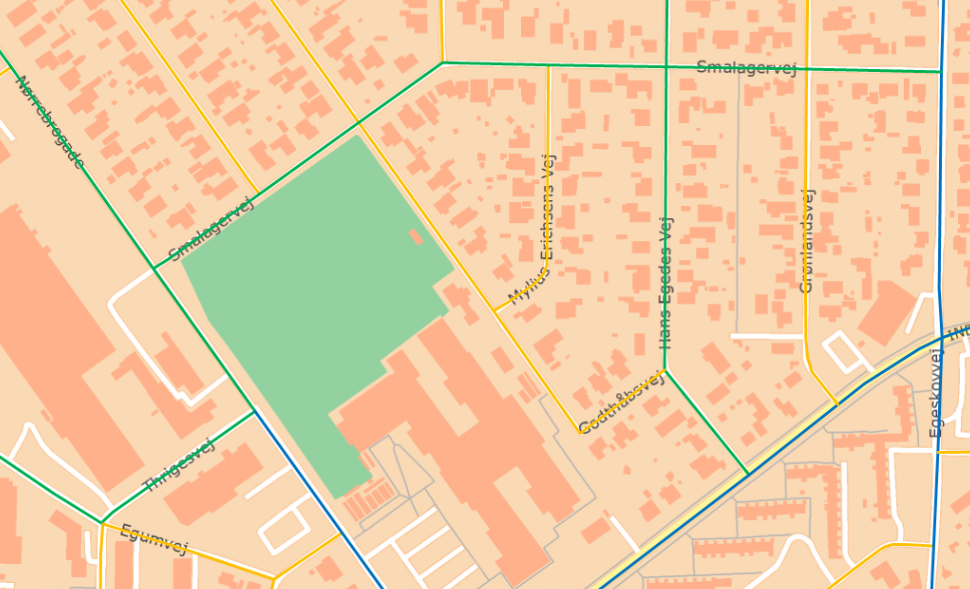 Smalagervej
Nørrebrogade
Smalagervej
Mylius-Erichsens Vej
Hans Egedes Vej
Grønlandsvej
Egeskovvej
Godthåbsvej
Thrigesvej
Egumvej